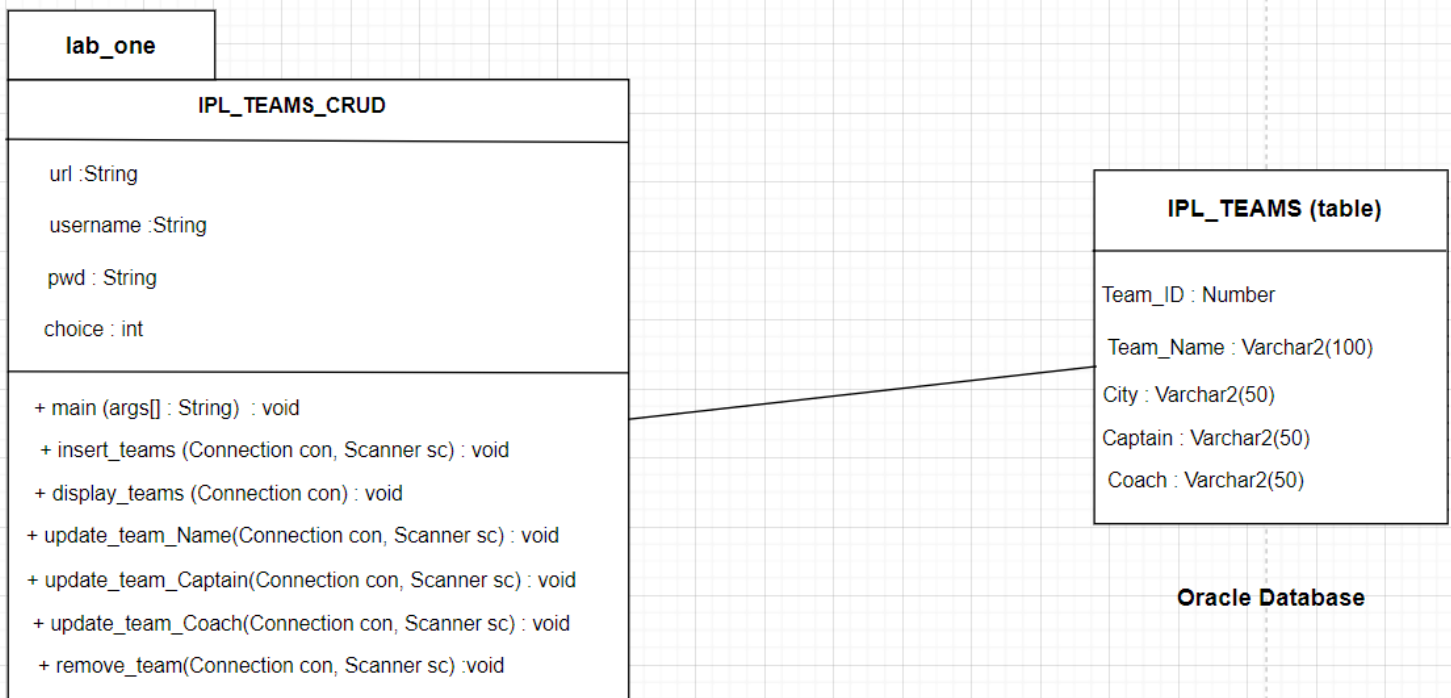 lab_one
IPL_TEAMS_CRUD
url :String
username :String
pwd : String
choice : int
+ main (args[] : String) : void
+ insert_teams (Connection con, Scanner sc) : void
+ display_teams (Connection con) : void
+ update_team_Name(Connection con, Scanner sc) : void
+ update_team_Captain(Connection con, Scanner sc) : void
+ update_team_Coach(Connection con, Scanner sc) : void
+ remove_team(Connection con, Scanner sc) :void
IPL_TEAMS (table)
Team_ID : Number
Team_Name : Varchar2(100)
City : Varchar2(50)
Captain : Varchar2(50)
Coach : Varchar2(50)
Oracle Database